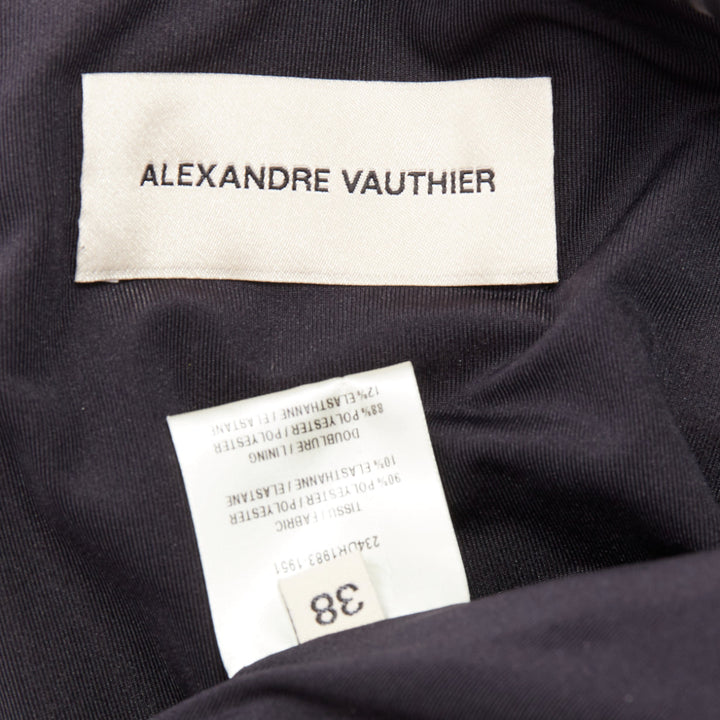 ALEXANDRE VAUTHIER
38
234DR1983 1951
TISSU / FABRIC
90% POLYESTER / POLYESTER
10% ELASTHANNE / ELASTANE
DOUBLURE / LINING
88% POLYESTER / POLYESTER
12% ELASTHANNE / ELASTANE